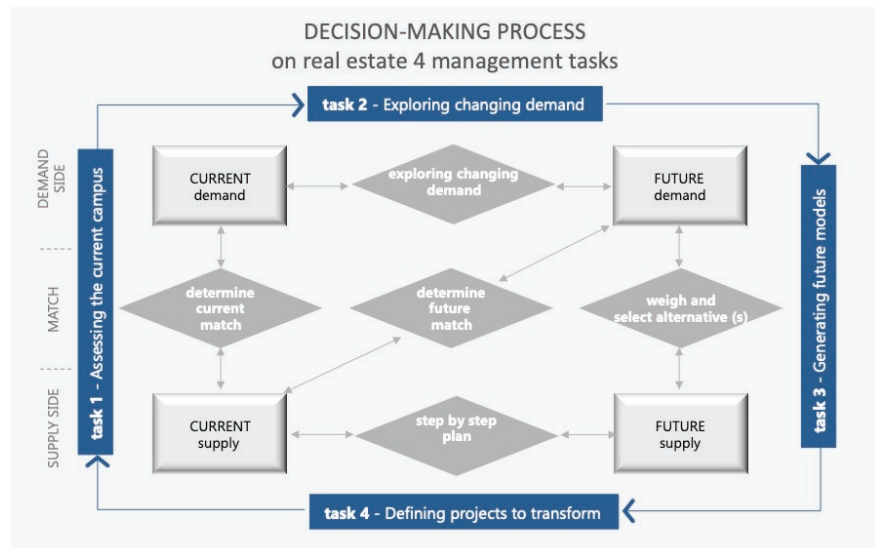 DECISION-MAKING PROCESS
on real estate 4 management tasks
task 2 - Exploring changing demand
task 1 - Assessing the current campus
DEMAND
SIDE
MATCH
SUPPLY SIDE
CURRENT
demand
exploring changing
demand
FUTURE
demand
determine
current
match
determine
future
match
weigh and
select alternative (s)
CURRENT
supply
step by step
plan
FUTURE
supply
task 3 - Generating future models
task 4 - Defining projects to transform